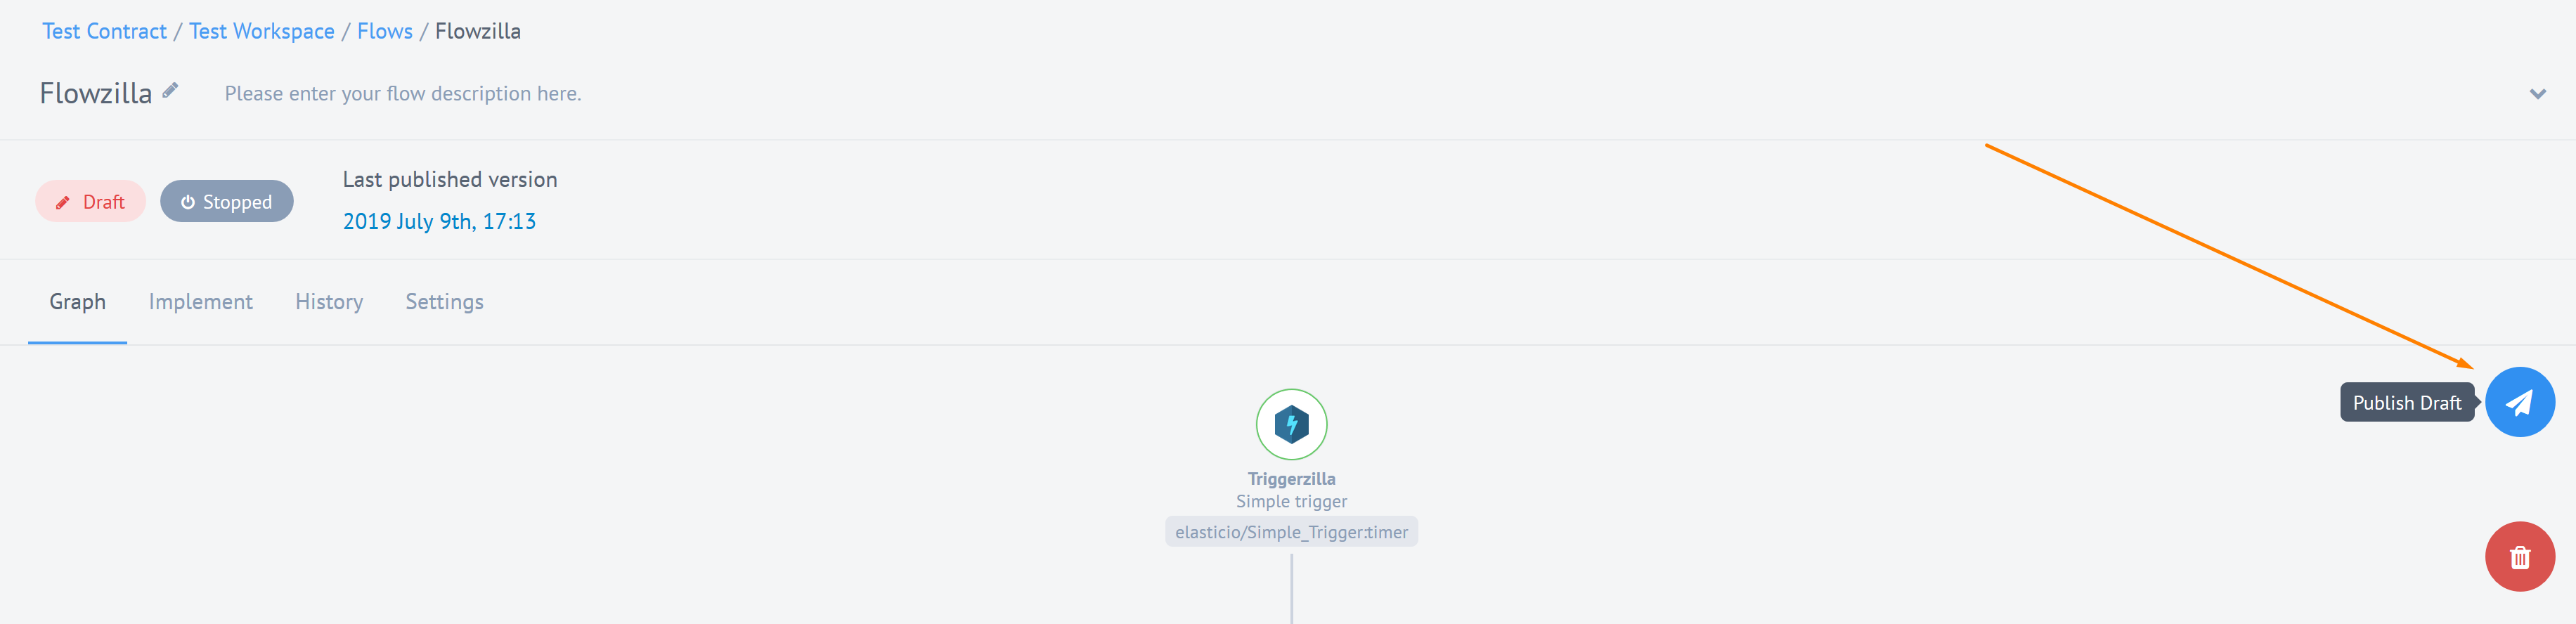 Test Contract / Test Workspace / Flows / Flowzilla
Flowzilla
Please enter your flow description here.
Draft
Stopped
Last published version
2019 July 9th, 17:13
Graph
Implement
History
Settings
Publish Draft
Triggerzilla
Simple trigger
elasticio/Simple_Trigger:timer